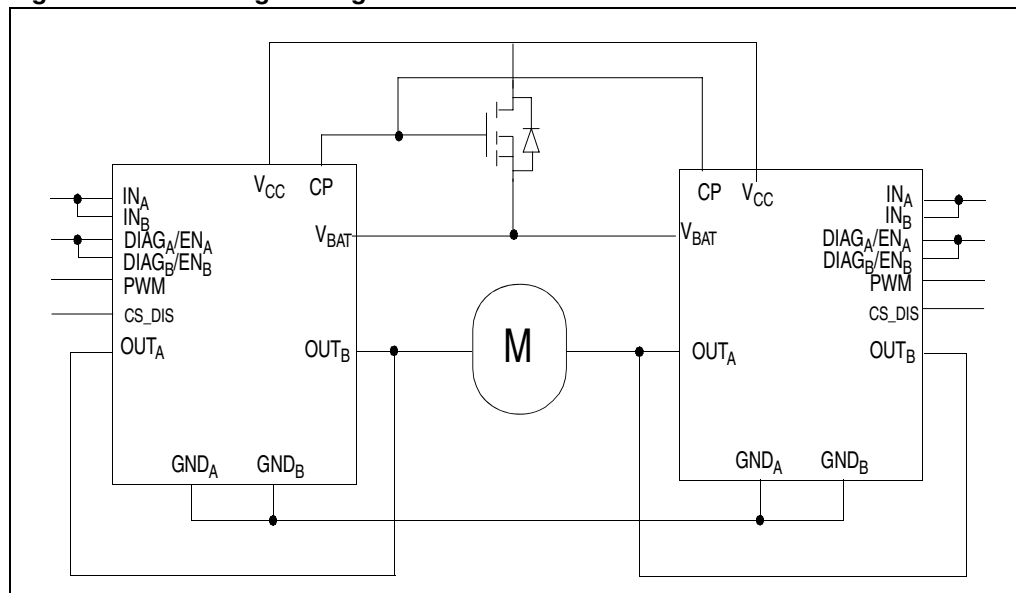 V_CC CP
IN_A
IN_B
DIAG_A/EN_A
DIAG_B/EN_B
PWM
CS_DIS
OUT_A
V_BAT
OUT_B
GND_A GND_B
M
CP V_CC
V_BAT
OUT_A
IN_A
IN_B
DIAG_A/EN_A
DIAG_B/EN_B
PWM
CS_DIS
OUT_B
GND_A GND_B